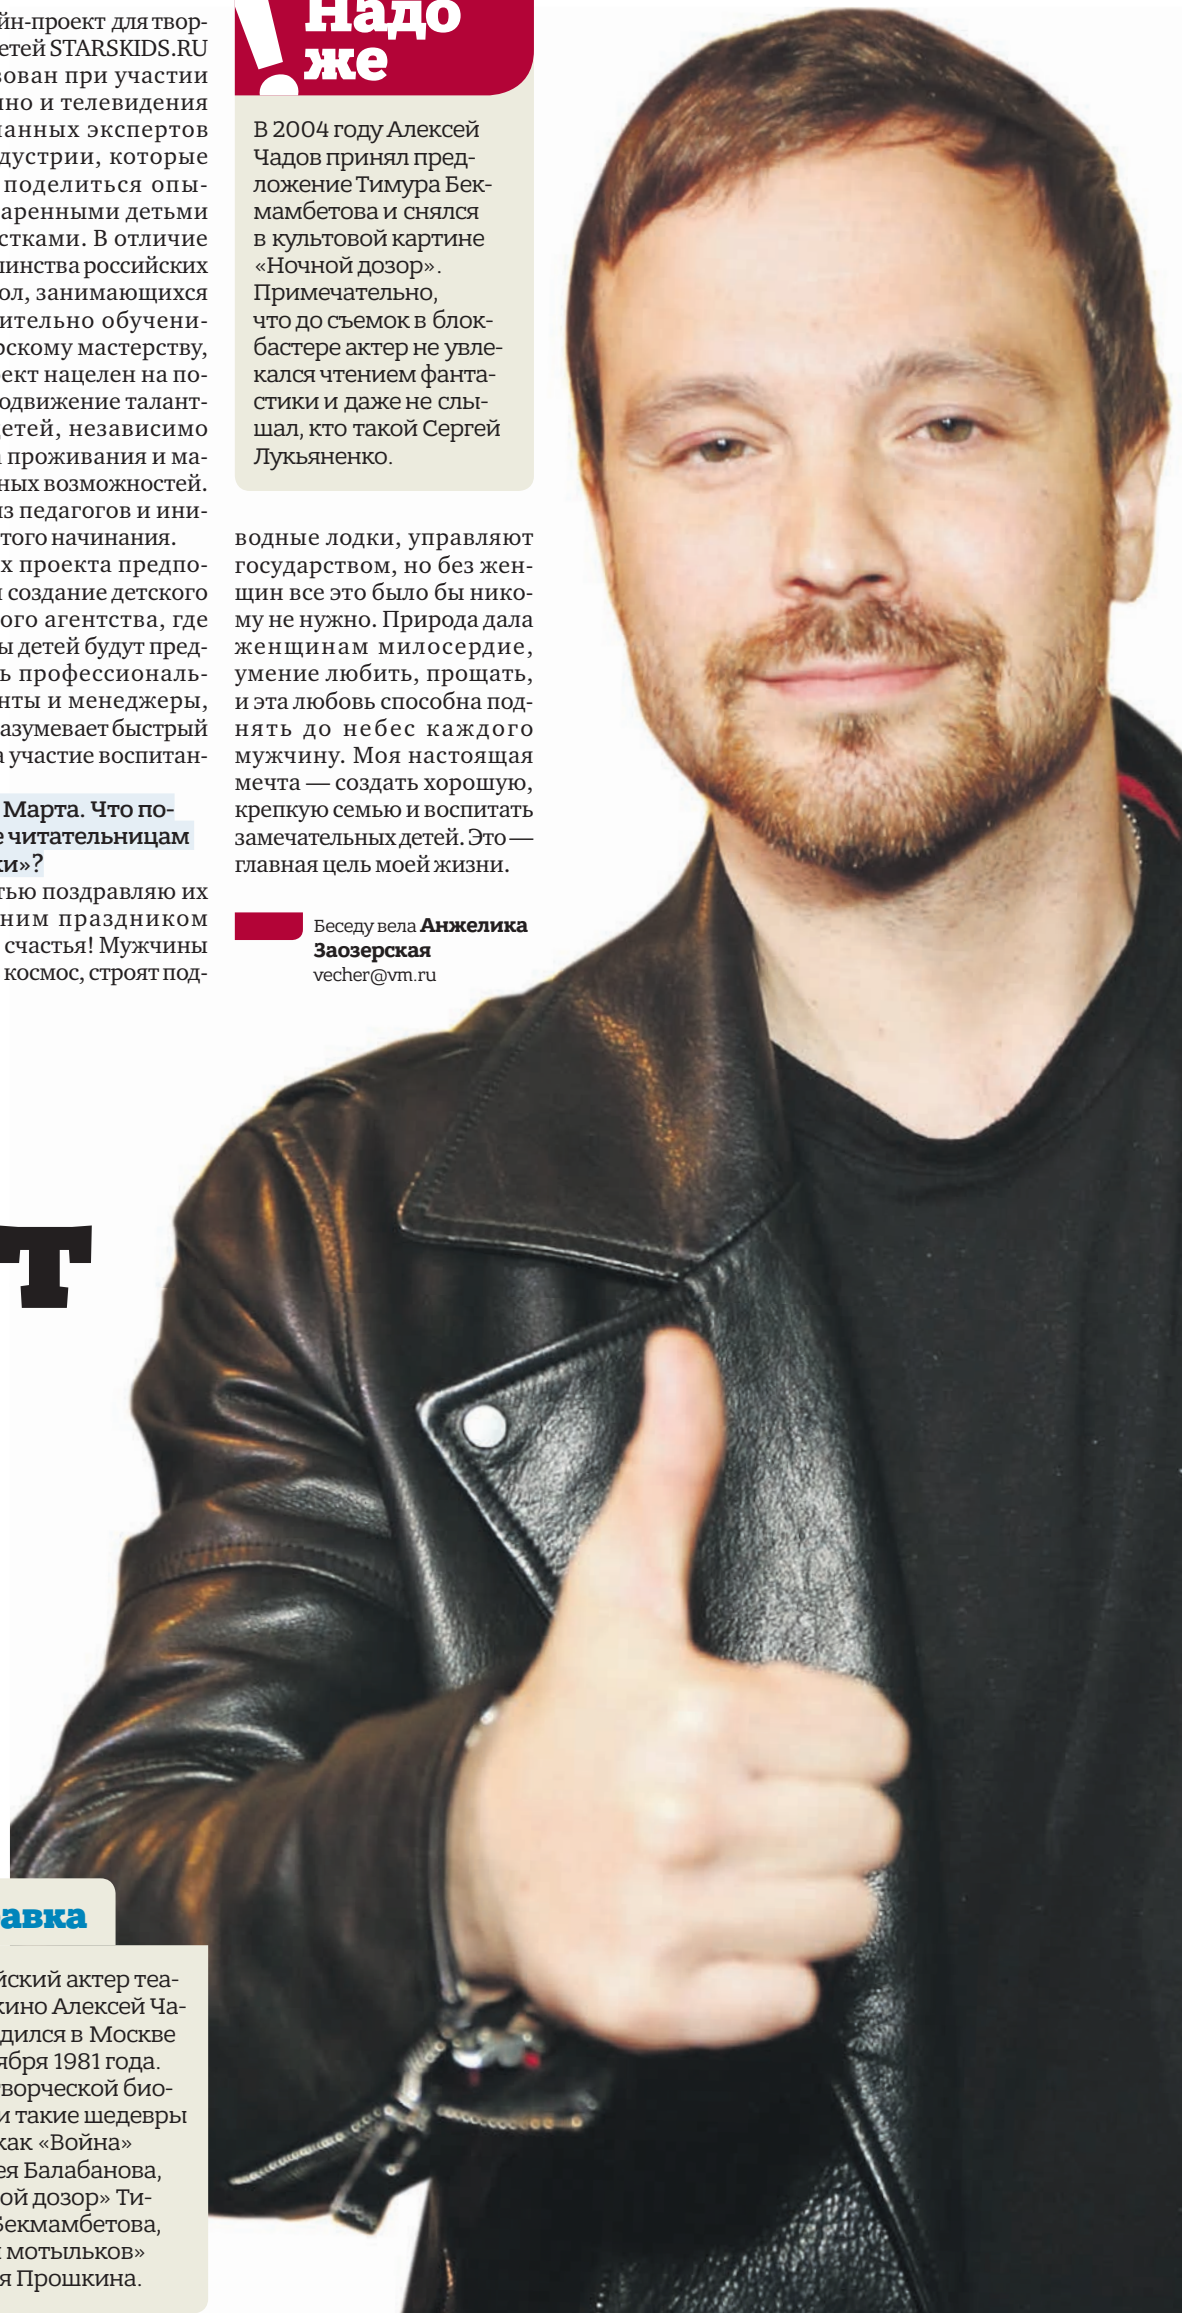 йн-проект для твор-
етей STARSKIDS.RU
зован при участии
ино и телевидения
ланных экспертов
дустрии, которые
поделиться опы-
аренными детьми
стками. В отличие
шинства российских
ол, занимающихся
ительно обучени-
рскому мастерству,
ект нацелен на по-
одвижение талант-
детей, независимо
а проживания и ма-
ных возможностей.
из педагогов и ини-
этого начинания.
х проекта предпо-
я создание детского
ого агентства, где
ы детей будут пред-
ь профессиональ-
нты и менеджеры,
азумевает быстрый
а участие воспитан-
Марта. Что по-
е читательницам
ки»?
тью поздравляю их
ним праздником
счастья! Мужчины
космос, строят под-
! Надо
же
В 2004 году Алексей
Чадов принял пред-
ложение Тимура Бек-
мамбетова и снялся
в культовой картине
«Ночной дозор».
Примечательно,
что до съемок в блок-
бастере актер не увле-
кался чтением фанта-
стики и даже не слы-
шал, кто такой Сергей
Лукьяненко.
водные лодки, управляют
государством, но без жен-
щин все это было бы нико-
му не нужно. Природа дала
женщинам милосердие,
умение любить, прощать,
и эта любовь способна под-
нять до небес каждого
мужчину. Моя настоящая
мечта — создать хорошую,
крепкую семью и воспитать
замечательных детей. Это —
главная цель моей жизни.
Беседу вела Анжелика
Заозерская
vecher@vm.ru
Т
авка
йский актер теа-
кино Алексей Ча-
дился в Москве
ября 1981 года.
творческой био-
и такие шедевры
как «Война»
ея Балабанова,
ой дозор» Ти-
Бекмамбетова,
мотыльков»
я Прошкина.